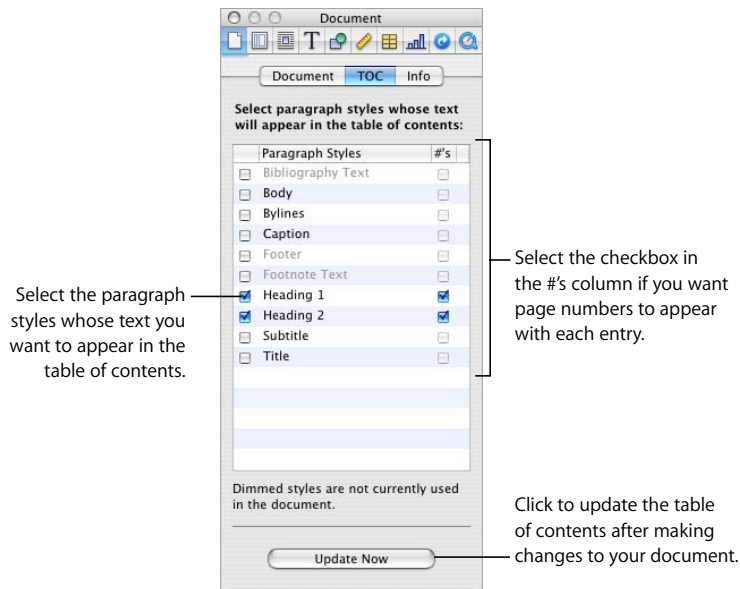 Document
T
Document TOC Info
Select paragraph styles whose text
will appear in the table of contents:
Paragraph Styles #'s
Bibliography Text
Body
Bylines
Caption
Footer
Footnote Text
Heading 1
Heading 2
Subtitle
Title
Dimmed styles are not currently used
in the document.
Update Now
Select the paragraph
styles whose text you
want to appear in the
table of contents.
Select the checkbox in
the #'s column if you want
page numbers to appear
with each entry.
Click to update the table
of contents after making
changes to your document.